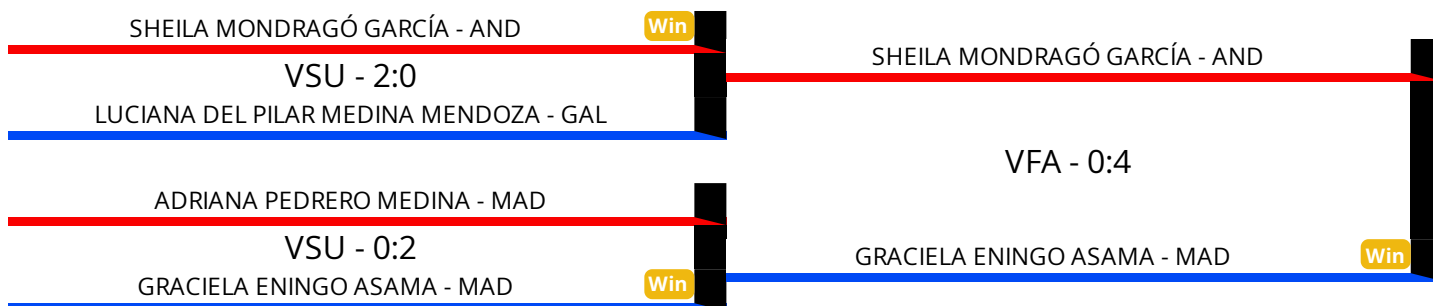 SHEILA MONDRAGÓ GARCÍA - AND Win
VSU - 2:0
LUCIANA DEL PILAR MEDINA MENDOZA - GAL
ADRIANA PEDRERO MEDINA - MAD
VSU - 0:2
GRACIELA ENINGO ASAMA - MAD Win
SHEILA MONDRAGÓ GARCÍA - AND
VFA - 0:4
GRACIELA ENINGO ASAMA - MAD Win